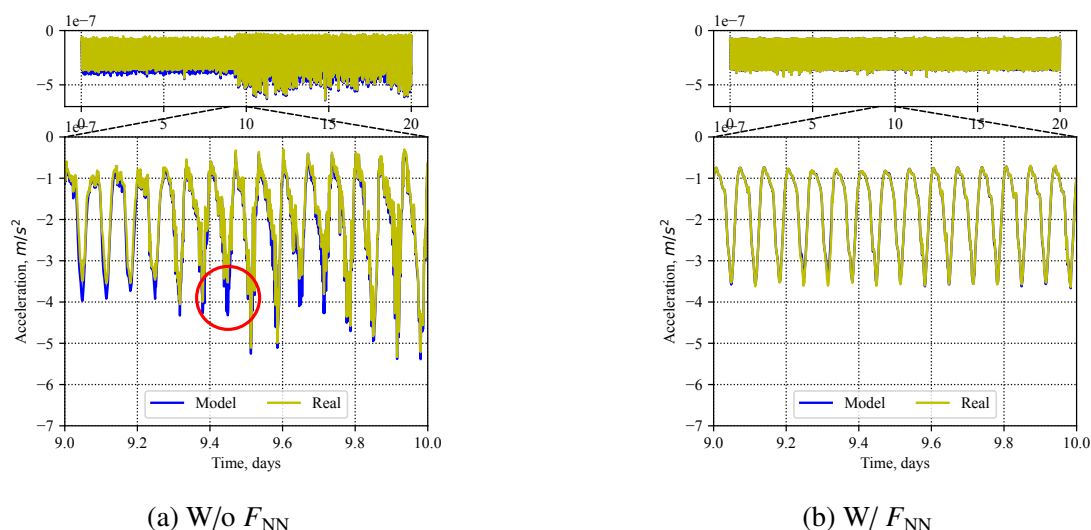 1e−7
0
−5
0 5 10 15 20
1e−7
0
−1
−2
−3
−4
−5
−6
−7
Acceleration, m/s²
Model Real
9.0 9.2 9.4 9.6 9.8 10.0
Time, days
(a) W/o F_NN
1e−7
0
−5
0 5 10 15 20
1e−7
0
−1
−2
−3
−4
−5
−6
−7
Acceleration, m/s²
Model Real
9.0 9.2 9.4 9.6 9.8 10.0
Time, days
(b) W/ F_NN